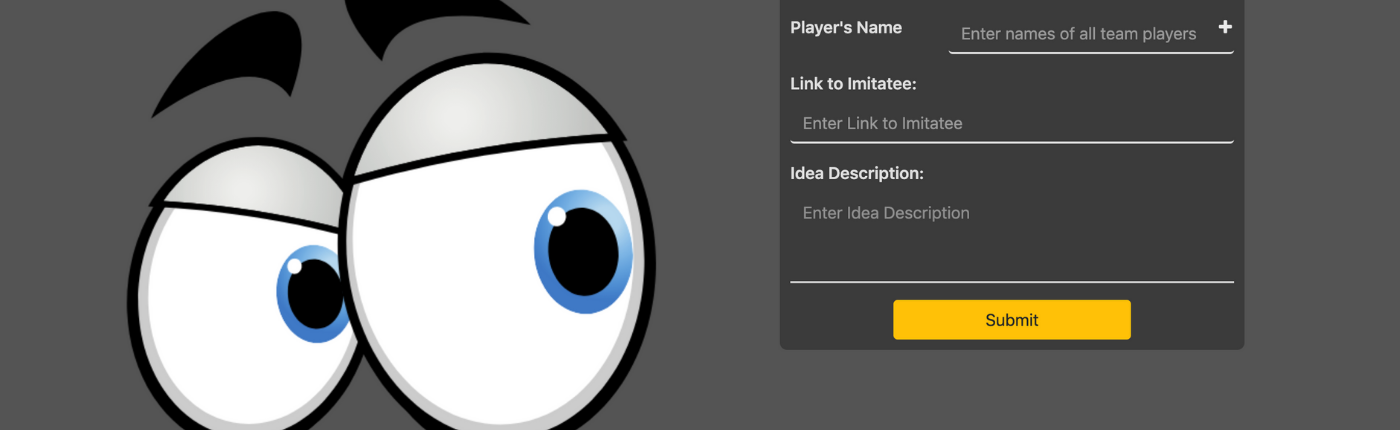 Player's Name
Enter names of all team players
Link to Imitatee:
Enter Link to Imitatee
Idea Description:
Enter Idea Description
Submit